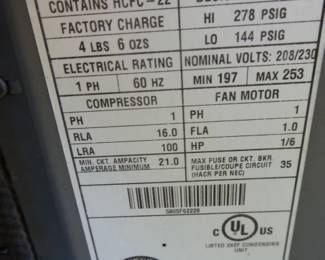 CONTAINS HCFC-22
FACTORY CHARGE
4 LBS 6 OZS
HI 278 PSIG
LO 144 PSIG
ELECTRICAL RATING
NOMINAL VOLTS: 208/230
1 PH 60 HZ
MIN 197 MAX 253
COMPRESSOR
FAN MOTOR
PH 1
PH 1
RLA 16.0
FLA 1.0
LRA 100
HP 1/6
MIN. CKT. AMPACITY
AMPERAGE MINIMUM 21.0
MAX FUSE OR CKT. BKR.
FUSIBLE/COUPE CIRCUIT 35
(HACR PER NEC)
C UL US
LISTED